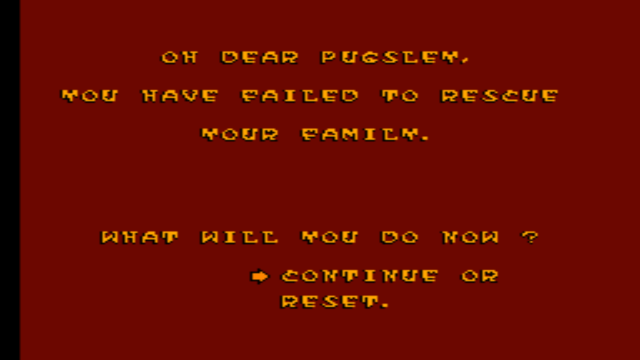 OH DEAR PUGSLEY,
YOU HAVE FAILED TO RESCUE
YOUR FAMILY.
WHAT WILL YOU DO NOW ?
CONTINUE OR
RESET.